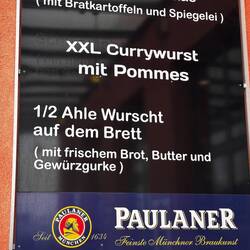 ( mit Bratkartoffeln und Spiegelei )
XXL Currywurst
mit Pommes
1/2 Ahle Wurscht
auf dem Brett
( mit frischem Brot, Butter und
Gewürzgurke )
PAULANER
MÜNCHEN
Seit 1634
PAULANER
Feinste Münchner Braukunst